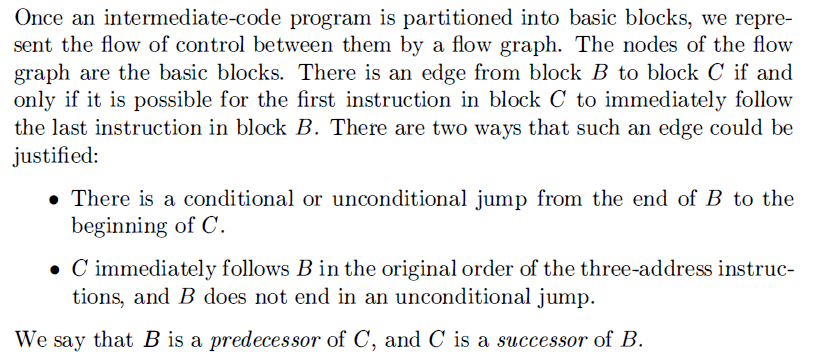 Once an intermediate-code program is partitioned into basic blocks, we repre-
sent the flow of control between them by a flow graph. The nodes of the flow
graph are the basic blocks. There is an edge from block B to block C if and
only if it is possible for the first instruction in block C to immediately follow
the last instruction in block B. There are two ways that such an edge could be
justified:
• There is a conditional or unconditional jump from the end of B to the
beginning of C.
• C immediately follows B in the original order of the three-address instruc-
tions, and B does not end in an unconditional jump.
We say that B is a predecessor of C, and C is a successor of B.